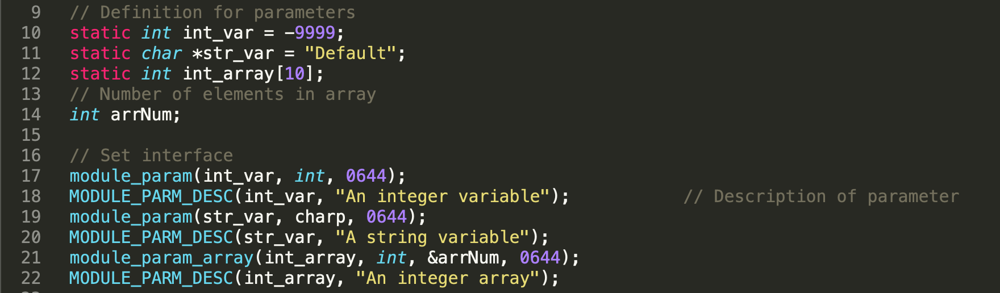 9 // Definition for parameters
10 static int int_var = -9999;
11 static char *str_var = "Default";
12 static int int_array[10];
13 // Number of elements in array
14 int arrNum;
15
16 // Set interface
17 module_param(int_var, int, 0644);
18 MODULE_PARM_DESC(int_var, "An integer variable"); // Description of parameter
19 module_param(str_var, charp, 0644);
20 MODULE_PARM_DESC(str_var, "A string variable");
21 module_param_array(int_array, int, &arrNum, 0644);
22 MODULE_PARM_DESC(int_array, "An integer array");